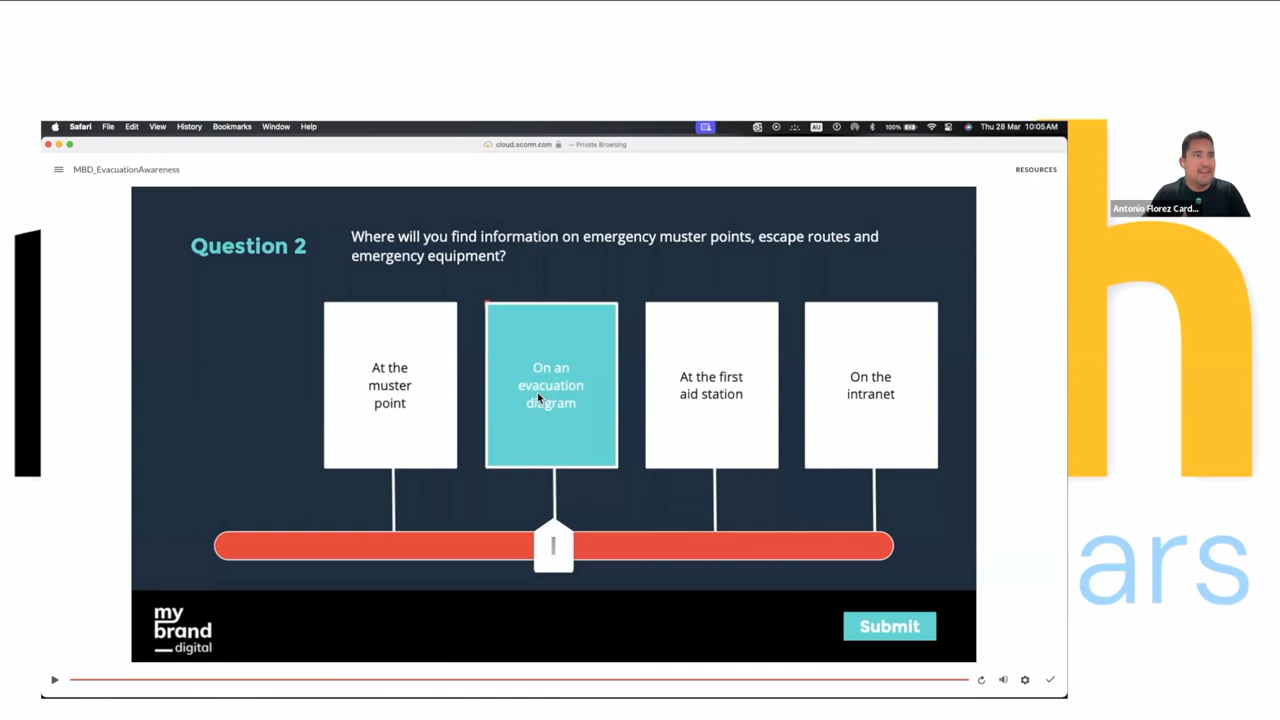 Safari File Edit View History Bookmarks Window Help AU 100% Thu 28 Mar 10:05 AM
cloud.scorm.com — Private Browsing
MBD_EvacuationAwareness RESOURCES
Antonio Florez Card...
Question 2
Where will you find information on emergency muster points, escape routes and
emergency equipment?
At the
muster
point
On an
evacuation
diagram
At the first
aid station
On the
intranet
my
brand
digital
Submit
h
ars